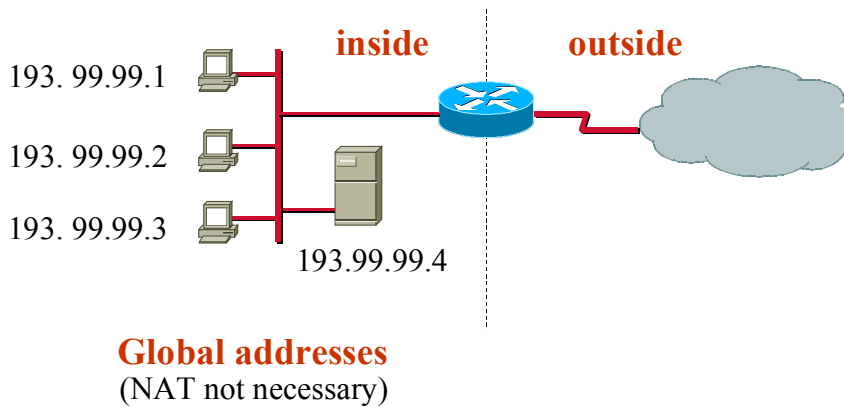 inside
outside
193. 99.99.1
193. 99.99.2
193. 99.99.3
193.99.99.4
Global addresses
(NAT not necessary)